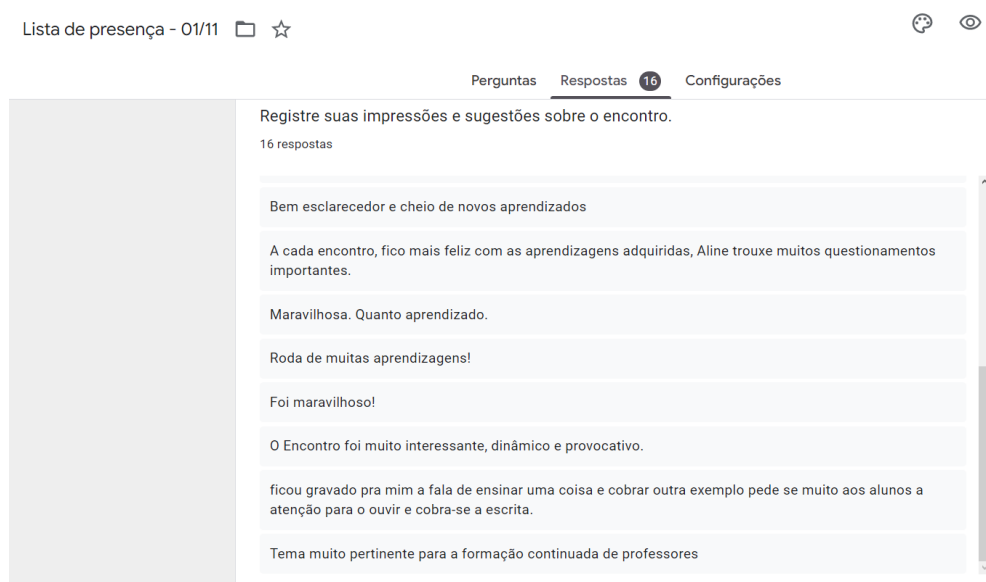 Lista de presença - 01/11
Perguntas
Respostas 16
Configurações
Registre suas impressões e sugestões sobre o encontro.
16 respostas
Bem esclarecedor e cheio de novos aprendizados
A cada encontro, fico mais feliz com as aprendizagens adquiridas, Aline trouxe muitos questionamentos
importantes.
Maravilhosa. Quanto aprendizado.
Roda de muitas aprendizagens!
Foi maravilhoso!
O Encontro foi muito interessante, dinâmico e provocativo.
ficou gravado pra mim a fala de ensinar uma coisa e cobrar outra exemplo pede se muito aos alunos a
atenção para o ouvir e cobra-se a escrita.
Tema muito pertinente para a formação continuada de professores